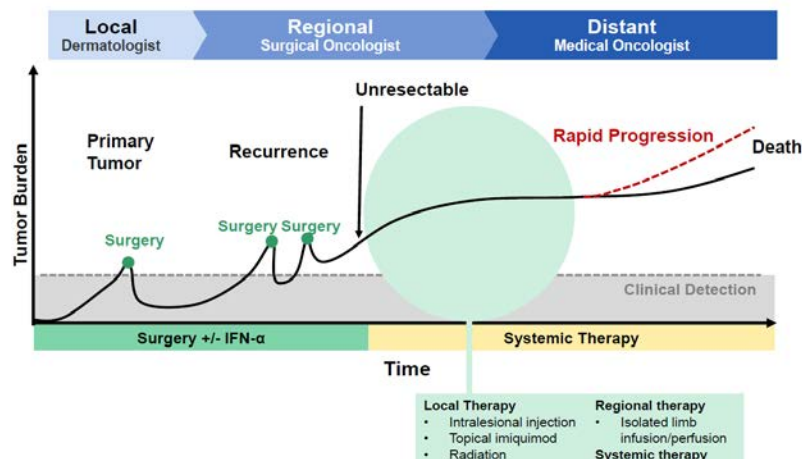 Local
Dermatologist
Regional
Surgical Oncologist
Distant
Medical Oncologist
Tumor Burden
Unresectable
Primary
Tumor
Recurrence
Rapid Progression
Death
Surgery
Surgery Surgery
Clinical Detection
Surgery +/- IFN-α
Systemic Therapy
Time
Local Therapy
• Intralesional injection
• Topical imiquimod
• Radiation
Regional therapy
• Isolated limb
infusion/perfusion
Systemic therapy